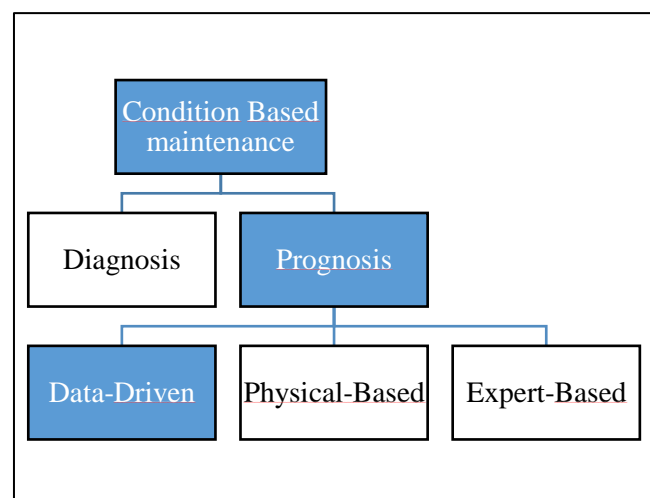 Condition Based
maintenance
Diagnosis
Prognosis
Data-Driven
Physical-Based
Expert-Based